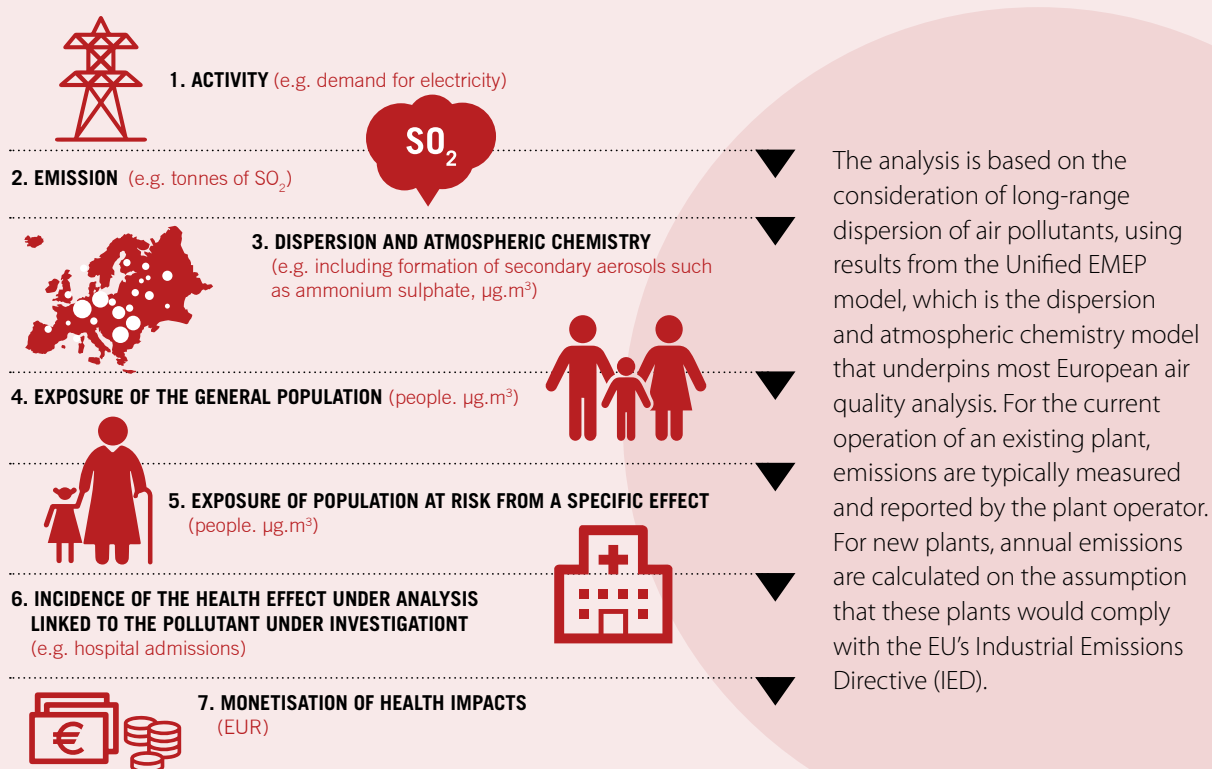 1. ACTIVITY (e.g. demand for electricity)
SO₂
2. EMISSION (e.g. tonnes of SO₂)
3. DISPERSION AND ATMOSPHERIC CHEMISTRY
(e.g. including formation of secondary aerosols such
as ammonium sulphate, µg.m³)
4. EXPOSURE OF THE GENERAL POPULATION (people. µg.m³)
5. EXPOSURE OF POPULATION AT RISK FROM A SPECIFIC EFFECT
(people. µg.m³)
6. INCIDENCE OF THE HEALTH EFFECT UNDER ANALYSIS
LINKED TO THE POLLUTANT UNDER INVESTIGATIONT
(e.g. hospital admissions)
7. MONETISATION OF HEALTH IMPACTS
(EUR)
€
The analysis is based on the
consideration of long-range
dispersion of air pollutants, using
results from the Unified EMEP
model, which is the dispersion
and atmospheric chemistry model
that underpins most European air
quality analysis. For the current
operation of an existing plant,
emissions are typically measured
and reported by the plant operator.
For new plants, annual emissions
are calculated on the assumption
that these plants would comply
with the EU's Industrial Emissions
Directive (IED).